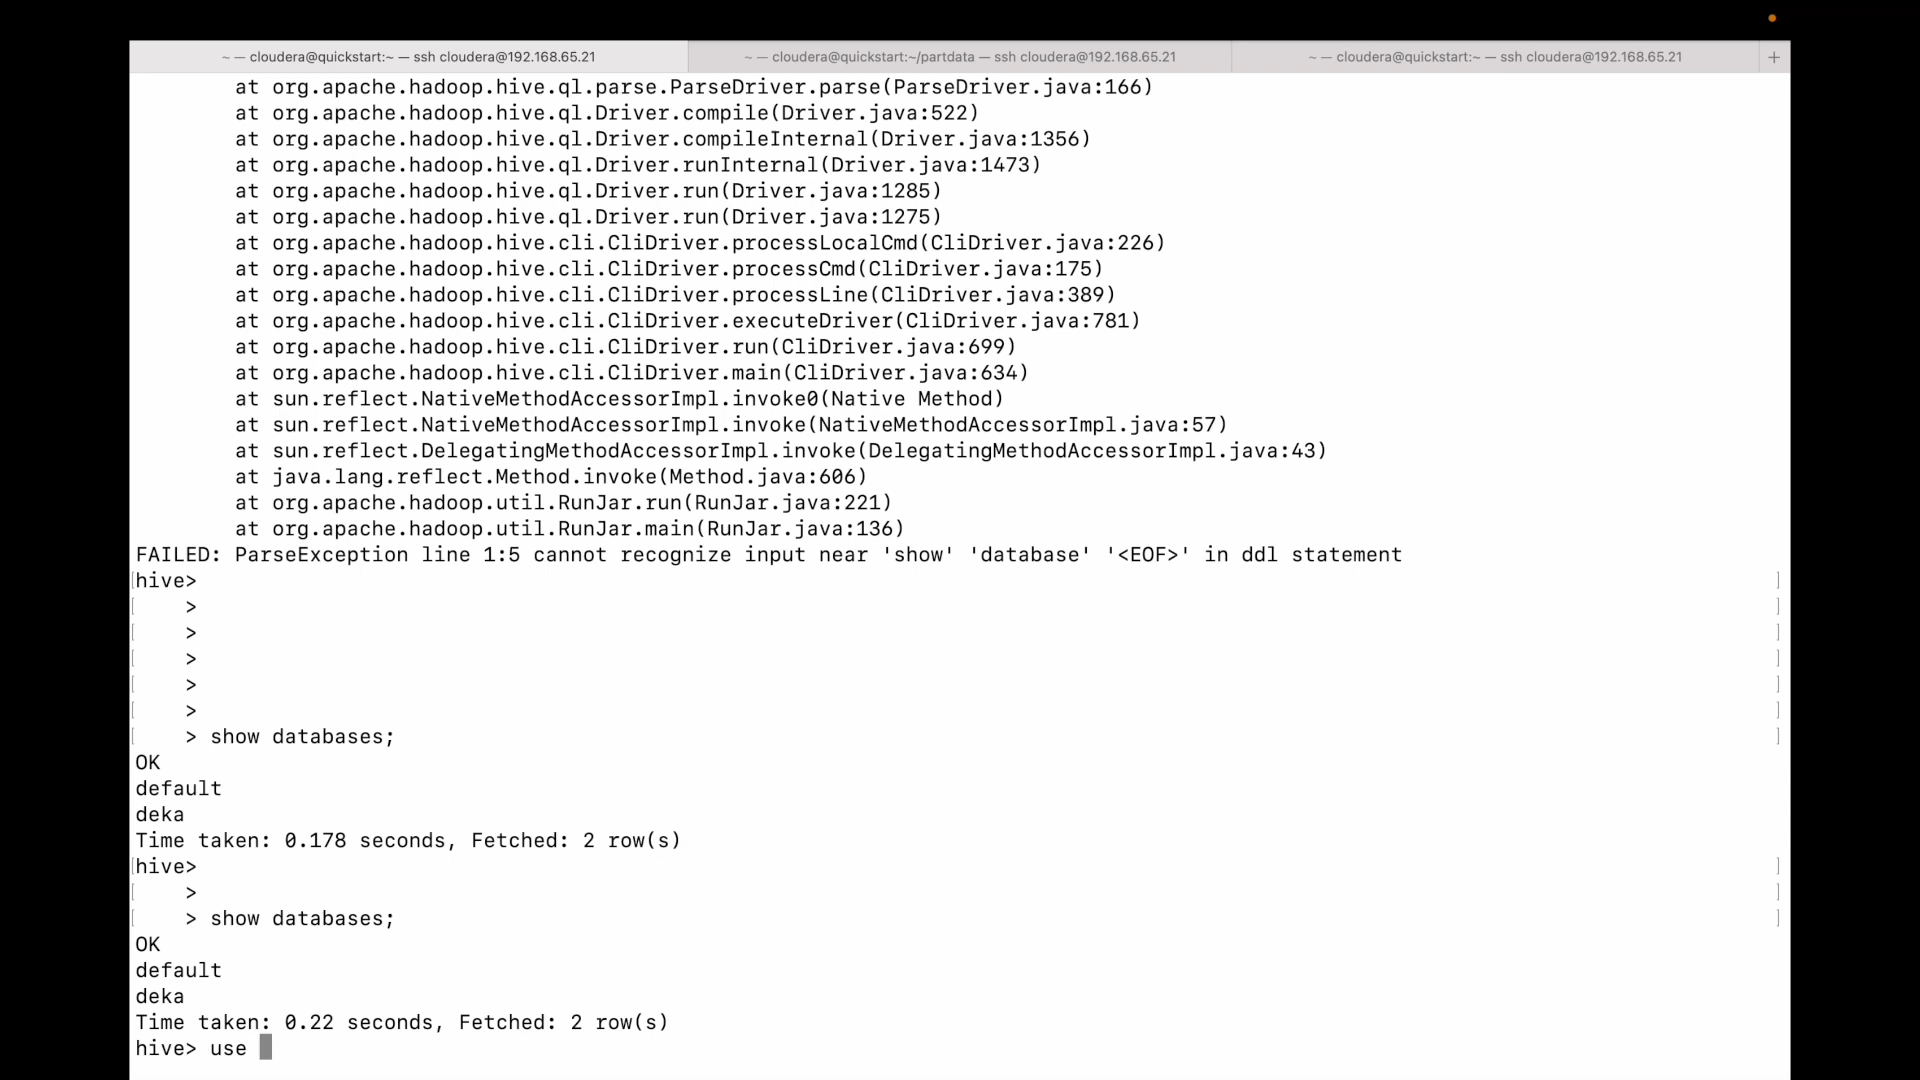 ~ — cloudera@quickstart:~ — ssh cloudera@192.168.65.21
~ — cloudera@quickstart:~/partdata — ssh cloudera@192.168.65.21
~ — cloudera@quickstart:~ — ssh cloudera@192.168.65.21
+
at org.apache.hadoop.hive.ql.parse.ParseDriver.parse(ParseDriver.java:166)
at org.apache.hadoop.hive.ql.Driver.compile(Driver.java:522)
at org.apache.hadoop.hive.ql.Driver.compileInternal(Driver.java:1356)
at org.apache.hadoop.hive.ql.Driver.runInternal(Driver.java:1473)
at org.apache.hadoop.hive.ql.Driver.run(Driver.java:1285)
at org.apache.hadoop.hive.ql.Driver.run(Driver.java:1275)
at org.apache.hadoop.hive.cli.CliDriver.processLocalCmd(CliDriver.java:226)
at org.apache.hadoop.hive.cli.CliDriver.processCmd(CliDriver.java:175)
at org.apache.hadoop.hive.cli.CliDriver.processLine(CliDriver.java:389)
at org.apache.hadoop.hive.cli.CliDriver.executeDriver(CliDriver.java:781)
at org.apache.hadoop.hive.cli.CliDriver.run(CliDriver.java:699)
at org.apache.hadoop.hive.cli.CliDriver.main(CliDriver.java:634)
at sun.reflect.NativeMethodAccessorImpl.invoke0(Native Method)
at sun.reflect.NativeMethodAccessorImpl.invoke(NativeMethodAccessorImpl.java:57)
at sun.reflect.DelegatingMethodAccessorImpl.invoke(DelegatingMethodAccessorImpl.java:43)
at java.lang.reflect.Method.invoke(Method.java:606)
at org.apache.hadoop.util.RunJar.run(RunJar.java:221)
at org.apache.hadoop.util.RunJar.main(RunJar.java:136)
FAILED: ParseException line 1:5 cannot recognize input near 'show' 'database' '<EOF>' in ddl statement
[hive> ]
[ > ]
[ > ]
[ > ]
[ > ]
[ > ]
[ > show databases; ]
OK
default
deka
Time taken: 0.178 seconds, Fetched: 2 row(s)
[hive> ]
[ > ]
[ > show databases; ]
OK
default
deka
Time taken: 0.22 seconds, Fetched: 2 row(s)
hive> use